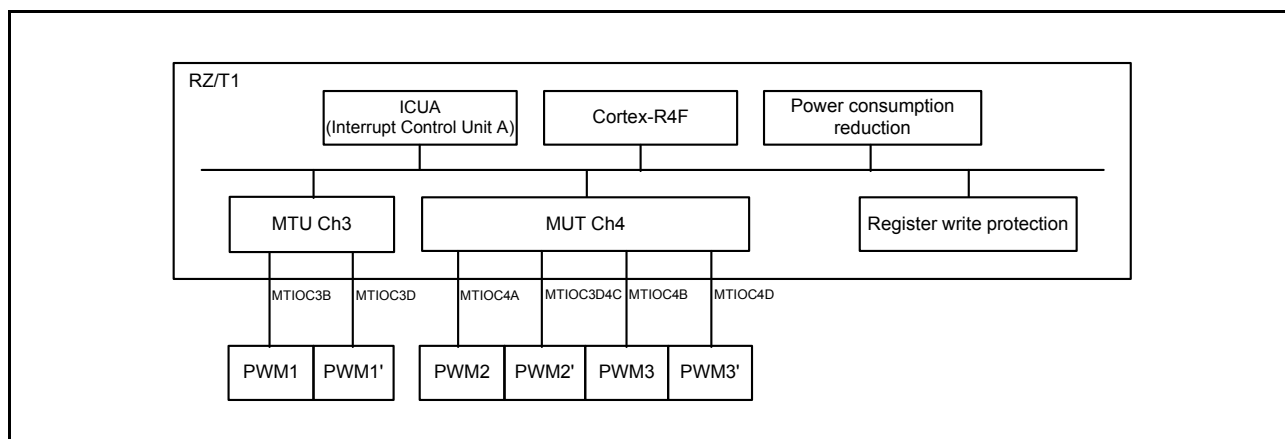 RZ/T1
ICUA
(Interrupt Control Unit A)
Cortex-R4F
Power consumption
reduction
MTU Ch3
MUT Ch4
Register write protection
MTIOC3B
MTIOC3D
MTIOC4A
MTIOC3D4C
MTIOC4B
MTIOC4D
PWM1
PWM1'
PWM2
PWM2'
PWM3
PWM3'